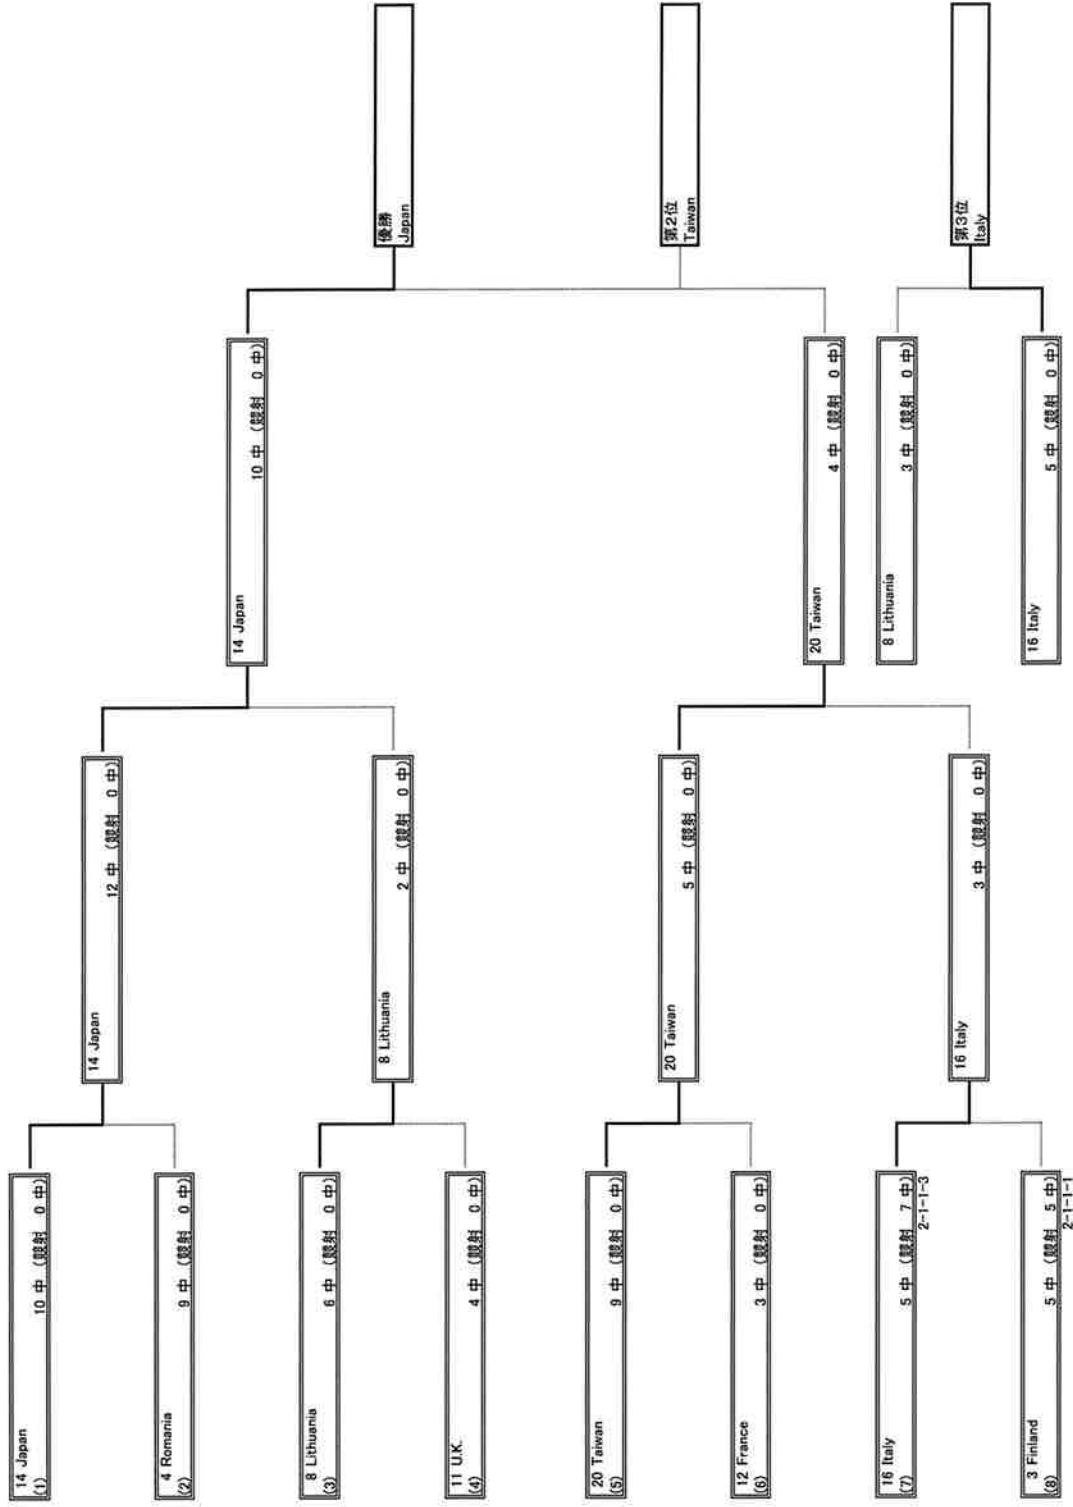 14 Japan
(1)
10 中 (競射 0 中)
4 Romania
(2)
9 中 (競射 0 中)
8 Lithuania
(3)
6 中 (競射 0 中)
11 U.K.
(4)
4 中 (競射 0 中)
20 Taiwan
(5)
9 中 (競射 0 中)
12 France
(6)
3 中 (競射 0 中)
16 Italy
(7)
5 中 (競射 7 中)
2-1-1-3
3 Finland
(8)
5 中 (競射 5 中)
2-1-1-1
14 Japan
12 中 (競射 0 中)
8 Lithuania
2 中 (競射 0 中)
20 Taiwan
5 中 (競射 0 中)
16 Italy
3 中 (競射 0 中)
14 Japan
10 中 (競射 0 中)
20 Taiwan
4 中 (競射 0 中)
8 Lithuania
3 中 (競射 0 中)
16 Italy
5 中 (競射 0 中)
優勝
Japan
第2位
Taiwan
第3位
Italy